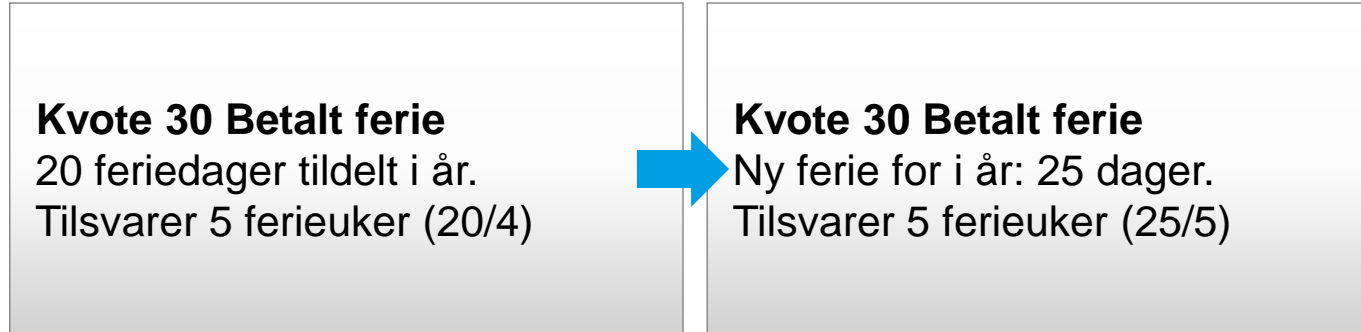 Kvote 30 Betalt ferie
20 feriedager tildelt i år.
Tilsvarer 5 ferieuker (20/4)
Kvote 30 Betalt ferie
Ny ferie for i år: 25 dager.
Tilsvarer 5 ferieuker (25/5)